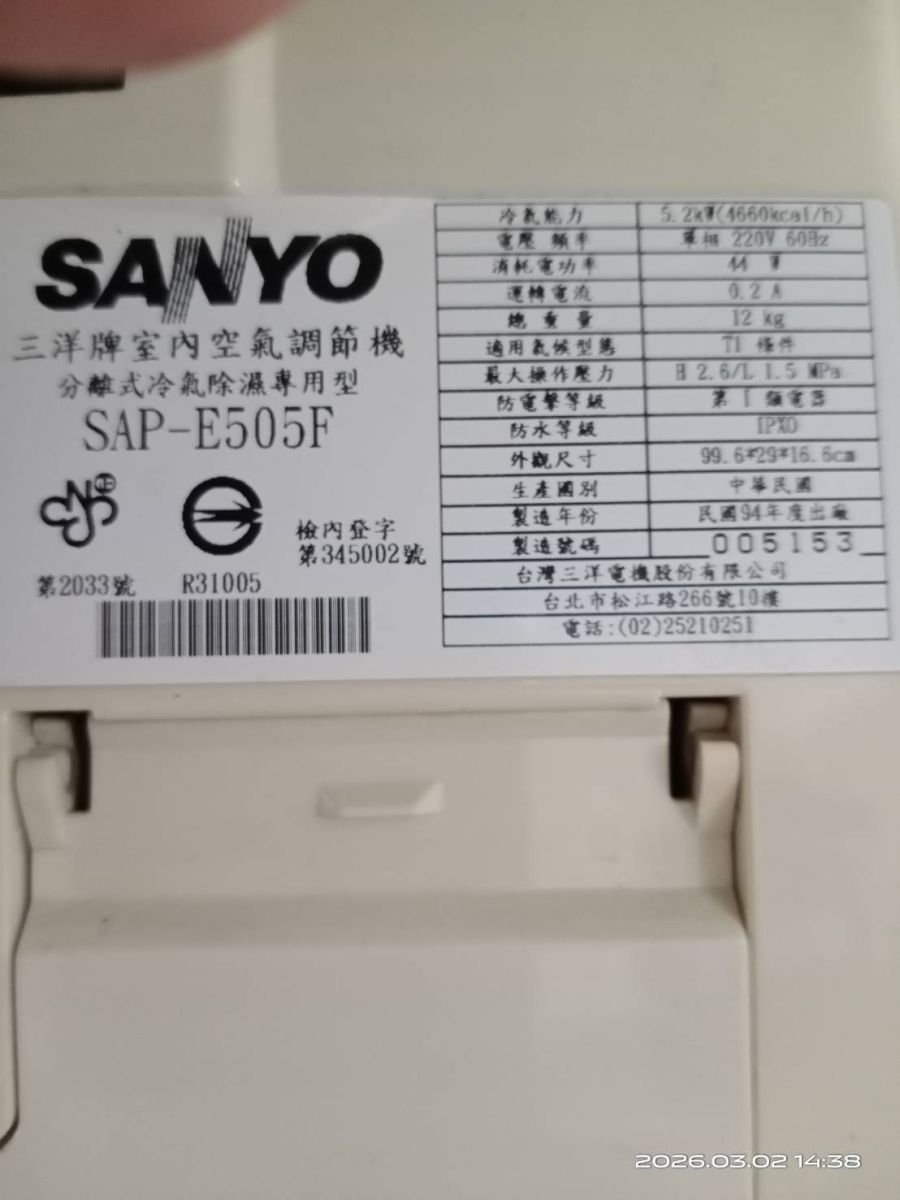 SANYO
三洋牌室內空氣調節機
分離式冷氣除濕專用型
SAP-E505F
檢內登字
第345002號
第2033號
R31005
冷氣能力 5.2kW(4660kcal/h)
電壓 頻率 單相 220V 60Hz
消耗電功率 44 W
運轉電流 0.2 A
總重量 12 kg
適用氣候型態 T1 條件
最大操作壓力 H 2.6/L 1.5 MPa
防電擊等級 第 I 類電器
防水等級 IPX0
外觀尺寸 99.6*29*16.6cm
生產國別 中華民國
製造年份 民國94年度出廠
製造號碼 005153
台灣三洋電機股份有限公司
台北市松江路266號10樓
電話:(02)25210251
2026.03.02 14:38